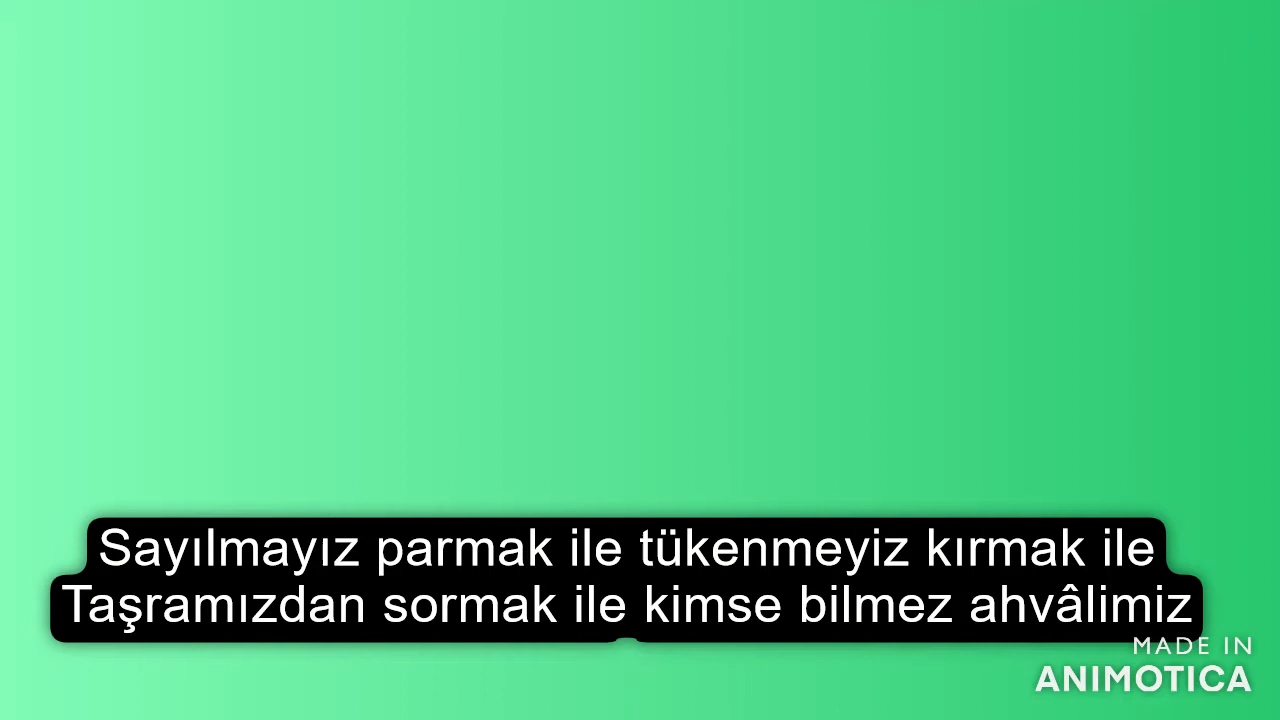 Sayılmayız parmak ile tükenmeyiz kırmak ile
Taşramızdan sormak ile kimse bilmez ahvâlimiz
MADE IN
ANIMOTICA